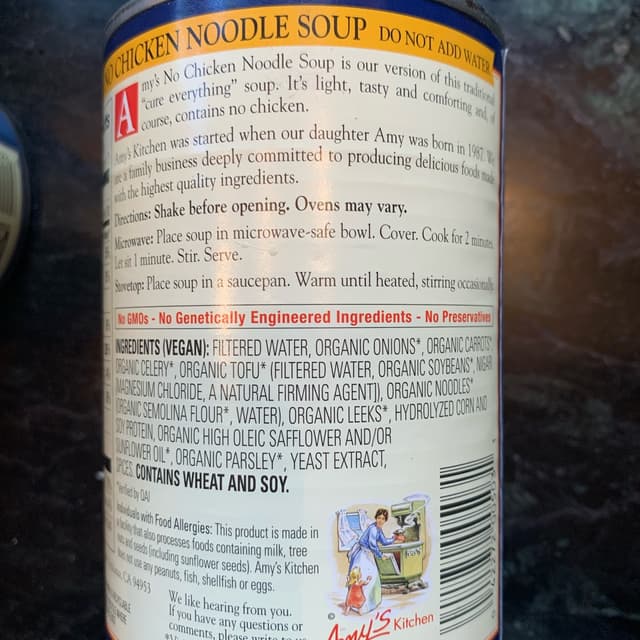 NO CHICKEN NOODLE SOUP DO NOT ADD WATER
Amy's No Chicken Noodle Soup is our version of this traditional
"cure everything" soup. It's light, tasty and comforting and, of
course, contains no chicken.
Amy's Kitchen was started when our daughter Amy was born in 1987. We
are a family business deeply committed to producing delicious foods made
with the highest quality ingredients.
Directions: Shake before opening. Ovens may vary.
Microwave: Place soup in microwave-safe bowl. Cover. Cook for 2 minutes.
Let sit 1 minute. Stir. Serve.
Stovetop: Place soup in a saucepan. Warm until heated, stirring occasionally
No GMOs - No Genetically Engineered Ingredients - No Preservatives
INGREDIENTS (VEGAN): FILTERED WATER, ORGANIC ONIONS*, ORGANIC CARROTS*,
ORGANIC CELERY*, ORGANIC TOFU* (FILTERED WATER, ORGANIC SOYBEANS*, NIGARI
[MAGNESIUM CHLORIDE, A NATURAL FIRMING AGENT]), ORGANIC NOODLES*
(ORGANIC SEMOLINA FLOUR*, WATER), ORGANIC LEEKS*, HYDROLYZED CORN AND
SOY PROTEIN, ORGANIC HIGH OLEIC SAFFLOWER AND/OR
SUNFLOWER OIL*, ORGANIC PARSLEY*, YEAST EXTRACT,
SPICES. CONTAINS WHEAT AND SOY.
*Certified by QAI
Individuals with Food Allergies: This product is made in
a facility that also processes foods containing milk, tree
nuts and seeds (including sunflower seeds). Amy's Kitchen
does not use any peanuts, fish, shellfish or eggs.
CA 94953
We like hearing from you.
If you have any questions or
comments, please write to us
Amy's Kitchen
©